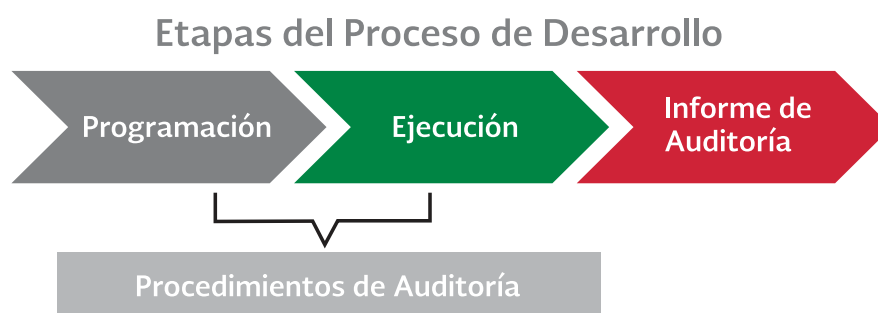 Etapas del Proceso de Desarrollo
Programación
Ejecución
Informe de
Auditoría
Procedimientos de Auditoría